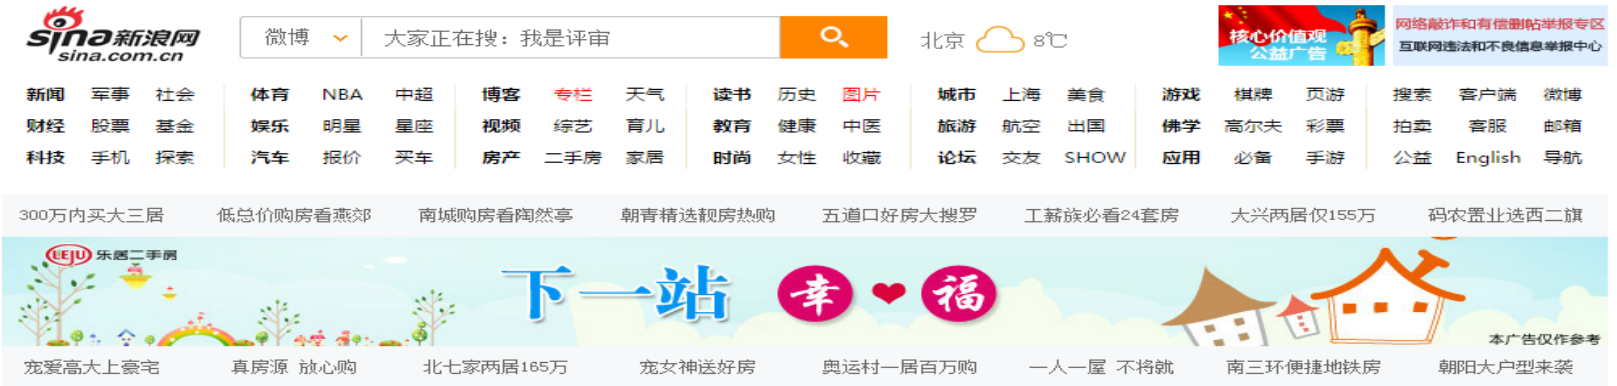 sina新浪网
sina.com.cn
微博 大家正在搜：我是评审
北京 8℃
核心价值观
公益广告
网络敲诈和有偿删帖举报专区
互联网违法和不良信息举报中心
新闻 军事 社会 体育 NBA 中超 博客 专栏 天气 读书 历史 图片 城市 上海 美食 游戏 棋牌 页游 搜索 客户端 微博
财经 股票 基金 娱乐 明星 星座 视频 综艺 育儿 教育 健康 中医 旅游 航空 出国 佛学 高尔夫 彩票 拍卖 客服 邮箱
科技 手机 探索 汽车 报价 买车 房产 二手房 家居 时尚 女性 收藏 论坛 交友 SHOW 应用 必备 手游 公益 English 导航
300万内买大三居 低总价购房看燕郊 南城购房看陶然亭 朝青精选靓房热购 五道口好房大搜罗 工薪族必看24套房 大兴两居仅155万 码农置业选西二旗
LEJU 乐居二手房
下一站 幸 福
本广告仅作参考
宠爱高大上豪宅 真房源 放心购 北七家两居165万 宠女神送好房 奥运村一居百万购 一人一屋 不将就 南三环便捷地铁房 朝阳大户型来袭